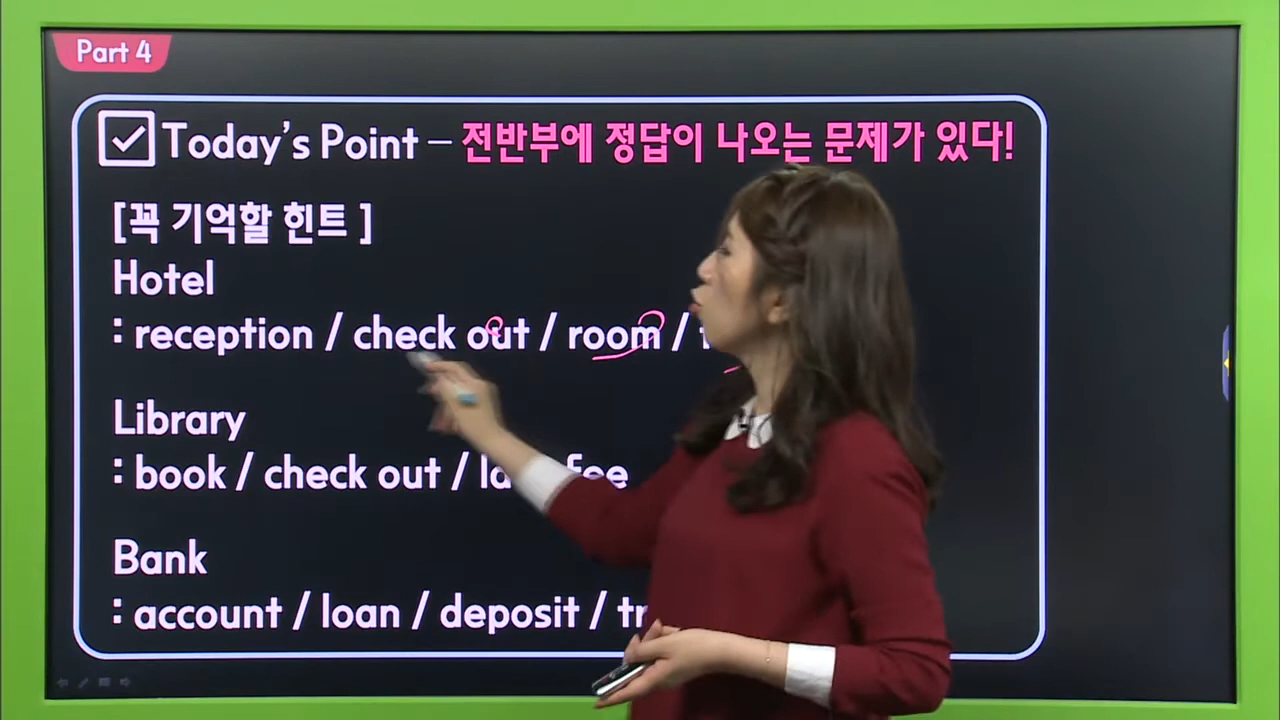 Part 4
Today's Point – 전반부에 정답이 나오는 문제가 있다!
[꼭 기억할 힌트 ]
Hotel
: reception / check out / room /
Library
: book / check out / fee
Bank
: account / loan / deposit /